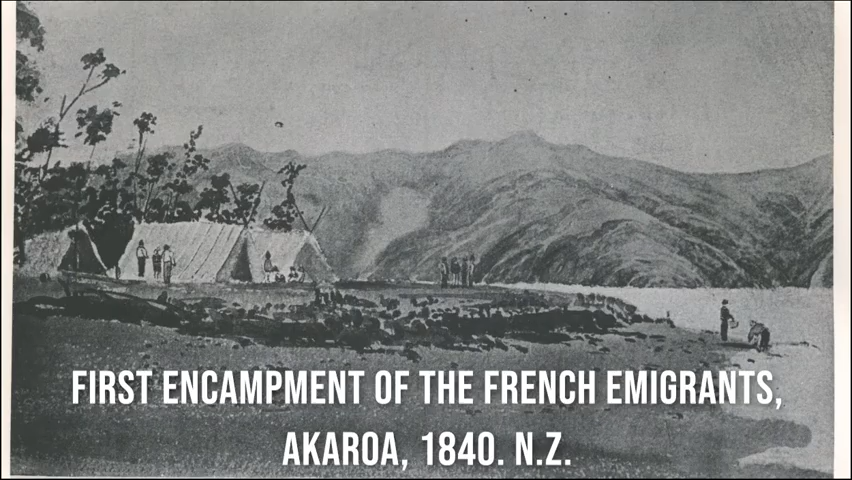 FIRST ENCAMPMENT OF THE FRENCH EMIGRANTS,
AKAROA, 1840. N.Z.